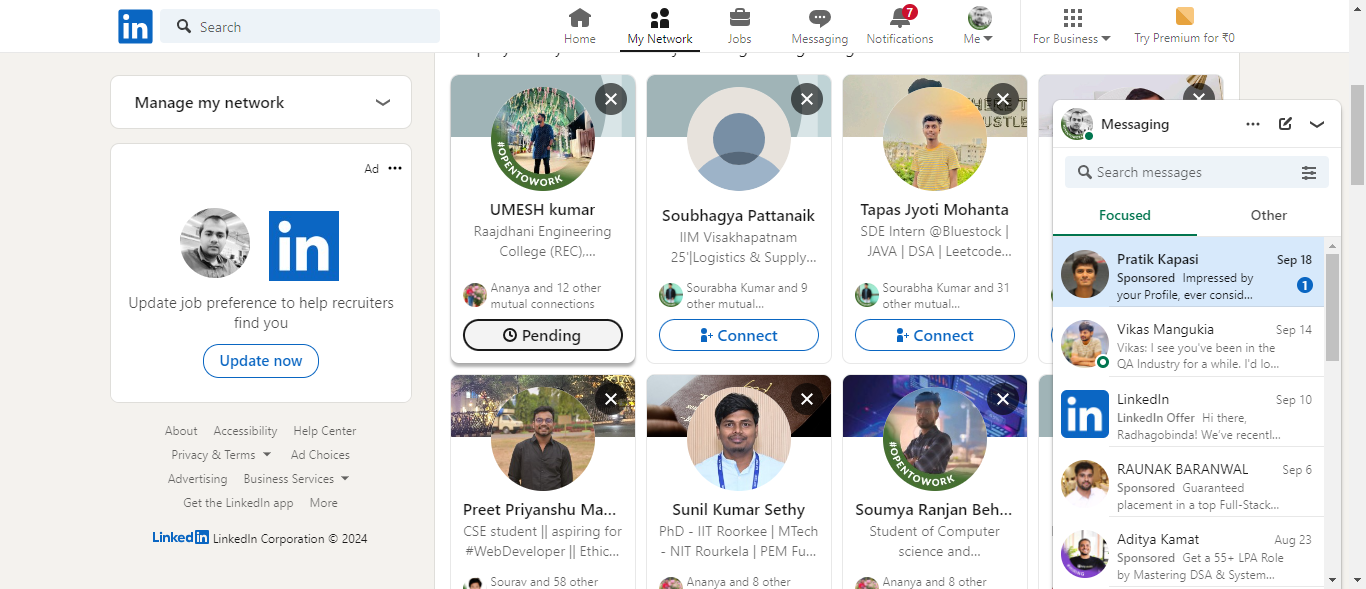 in
Search
Home
My Network
Jobs
Messaging
7
Notifications
Me
For Business
Try Premium for ₹0
Manage my network
Ad
in
Update job preference to help recruiters
find you
Update now
About Accessibility Help Center
Privacy & Terms Ad Choices
Advertising Business Services
Get the LinkedIn app More
Linked in LinkedIn Corporation © 2024
#OPENTOWORK
UMESH kumar
Raajdhani Engineering
College (REC),...
Ananya and 12 other
mutual connections
Pending
Soubhagya Pattanaik
IIM Visakhapatnam
25'|Logistics & Supply...
Sourabha Kumar and 9
other mutual...
Connect
HERE T
USTLE
Tapas Jyoti Mohanta
SDE Intern @Bluestock |
JAVA | DSA | Leetcode...
Sourabha Kumar and 31
other mutual...
Connect
Preet Priyanshu Ma...
CSE student || aspiring for
#WebDeveloper || Ethic...
Sourav and 58 other
Sunil Kumar Sethy
PhD - IIT Roorkee | MTech
- NIT Rourkela | PEM Fu...
Ananya and 8 other
#OPENTOWORK
Soumya Ranjan Beh...
Student of Computer
science and...
Ananya and 8 other
Messaging
Search messages
Focused
Other
Pratik Kapasi Sep 18
Sponsored Impressed by
your Profile, ever consid... 1
Vikas Mangukia Sep 14
Vikas: I see you've been in the
QA Industry for a while. I'd lo...
in
LinkedIn Sep 10
LinkedIn Offer Hi there,
Radhagobinda! We've recentl...
RAUNAK BARANWAL Sep 6
Sponsored Guaranteed
placement in a top Full-Stack...
Aditya Kamat Aug 23
Sponsored Get a 55+ LPA Role
by Mastering DSA & System...